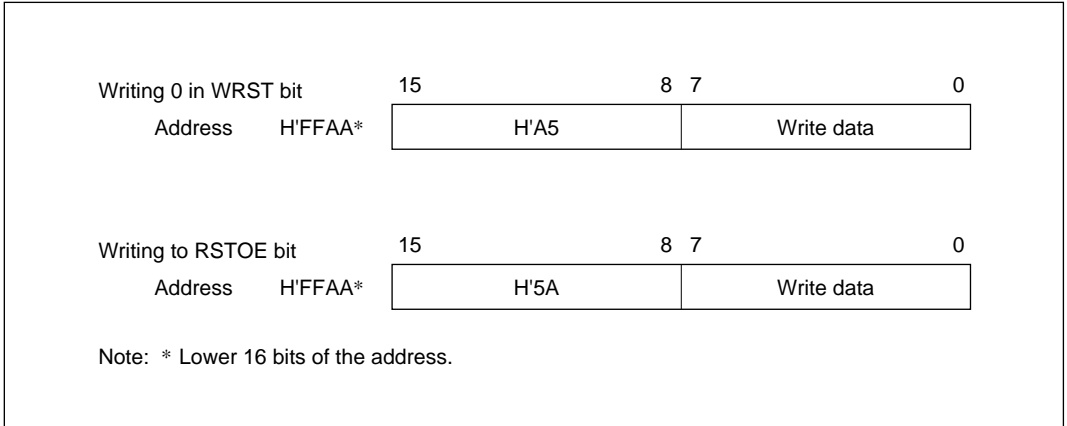 Writing 0 in WRST bit 15 8 7 0
Address H'FFAA* H'A5 Write data
Writing to RSTOE bit 15 8 7 0
Address H'FFAA* H'5A Write data
Note: * Lower 16 bits of the address.